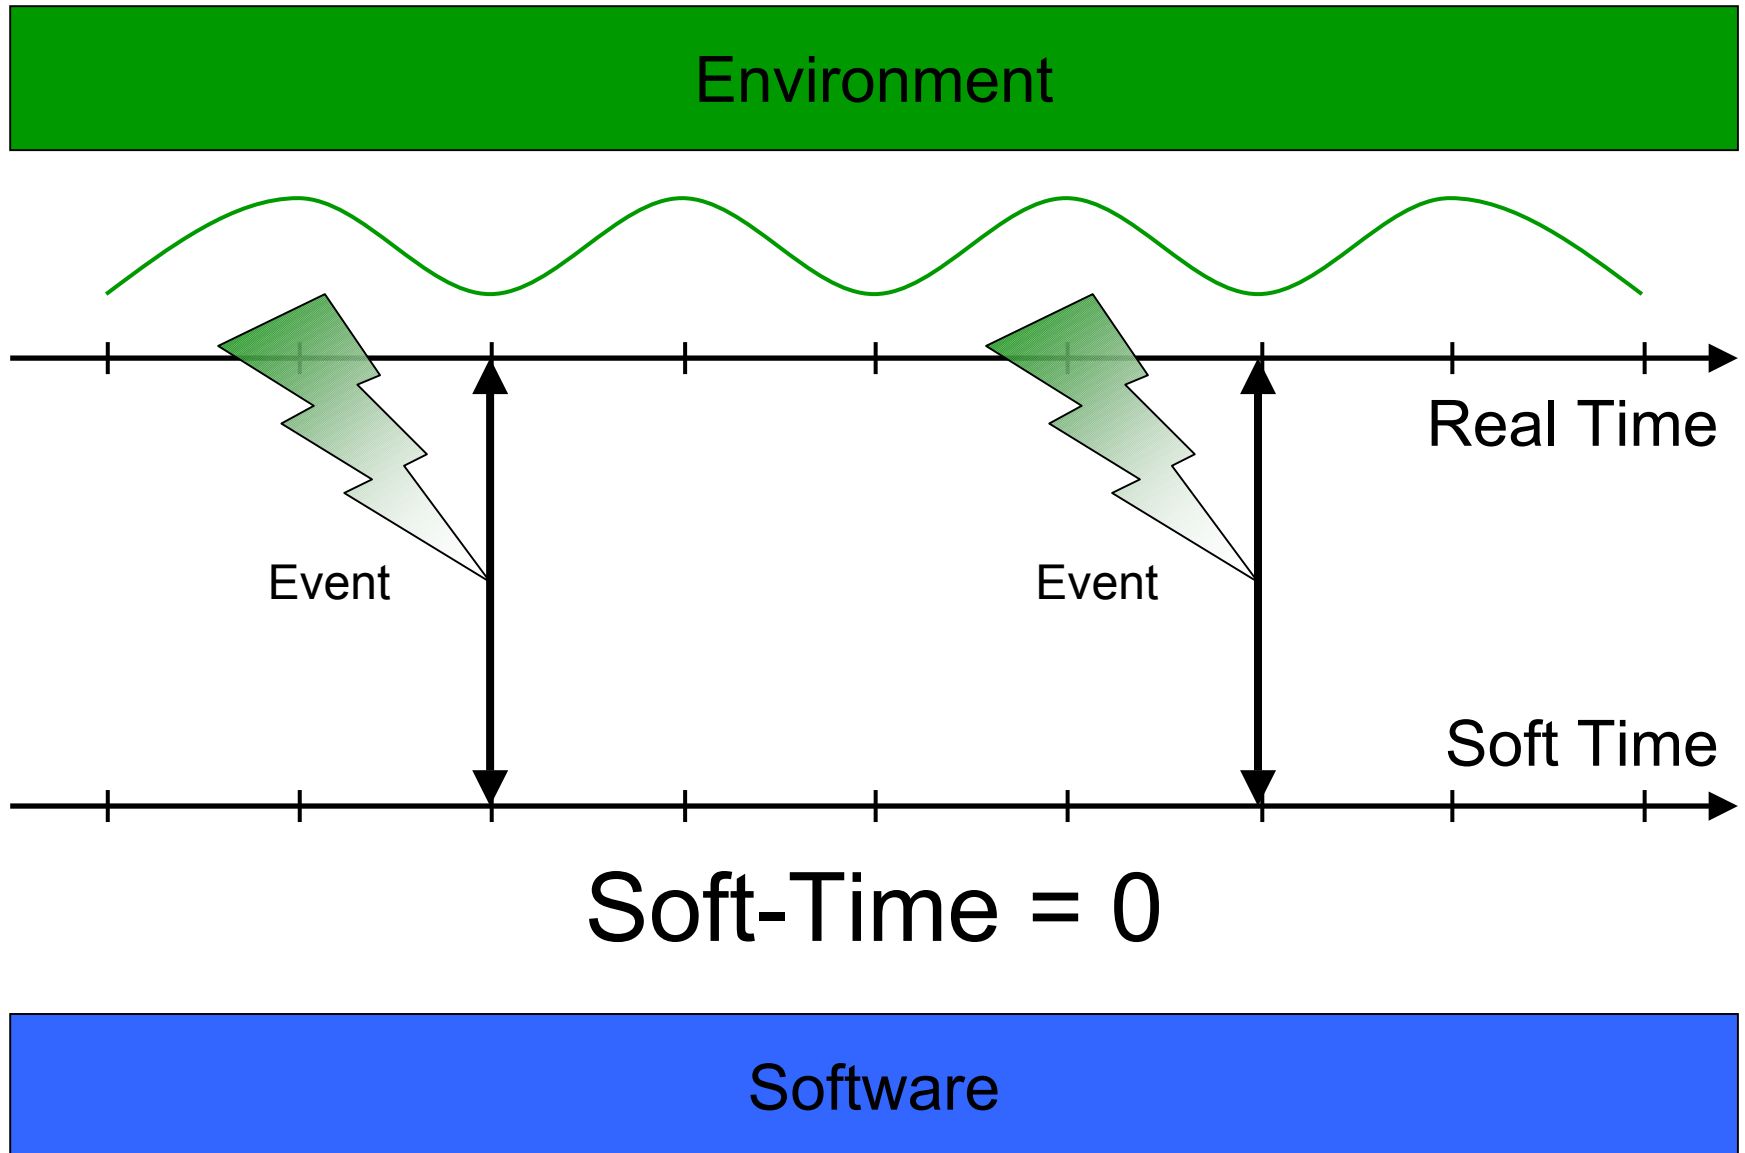 Environment
Real Time
Event
Event
Soft Time
Soft-Time = 0
Software